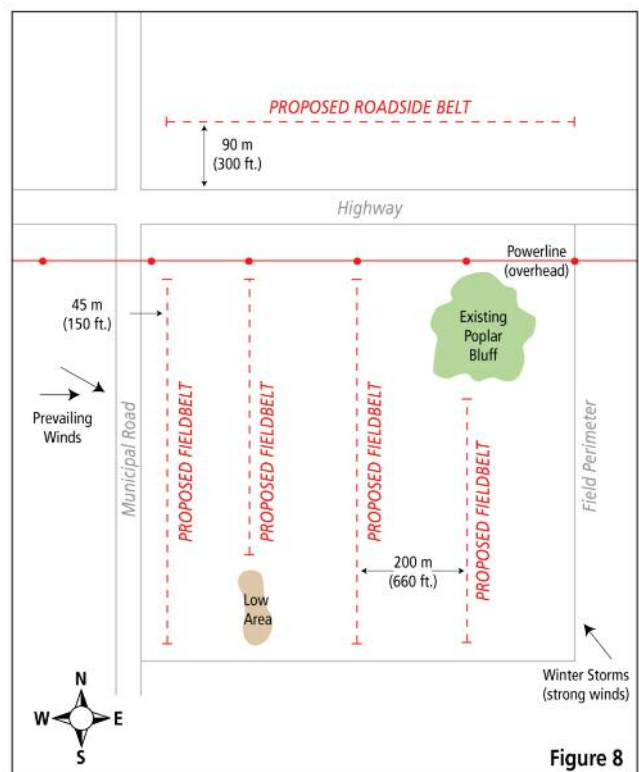 PROPOSED ROADSIDE BELT
90 m
(300 ft.)
Highway
Powerline
(overhead)
45 m
(150 ft.)
Existing
Poplar
Bluff
Prevailing
Winds
Municipal Road
PROPOSED FIELDBELT
PROPOSED FIELDBELT
PROPOSED FIELDBELT
PROPOSED FIELDBELT
Field Perimeter
200 m
(660 ft.)
Low
Area
Winter Storms
(strong winds)
N
W
E
S
Figure 8